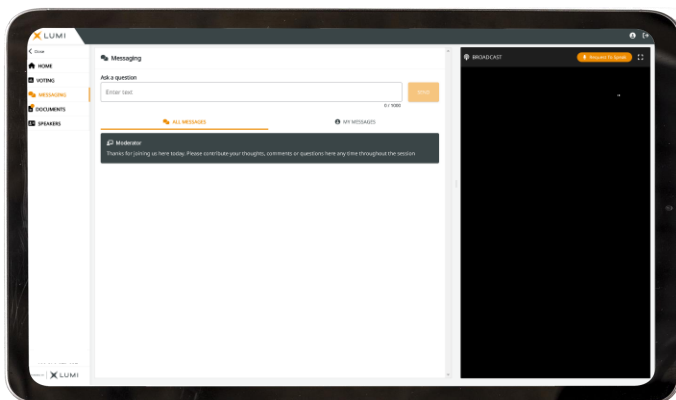 LUMI
Close
HOME
VOTING
MESSAGING
DOCUMENTS
SPEAKERS
Messaging
Ask a question
Enter text
Send
0 / 1000
ALL MESSAGES
MY MESSAGES
Moderator
Thanks for joining us here today. Please contribute your thoughts, comments or questions here any time throughout the session
BROADCAST
Request To Speak
LUMI